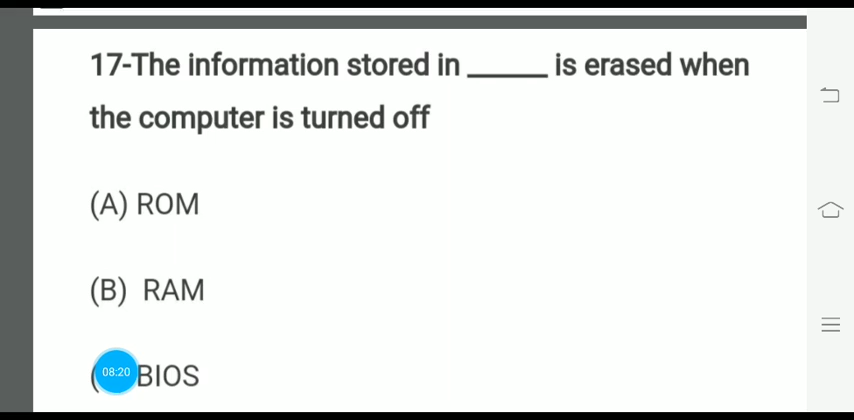 17-The information stored in ______ is erased when
the computer is turned off
(A) ROM
(B) RAM
( 08:20 BIOS